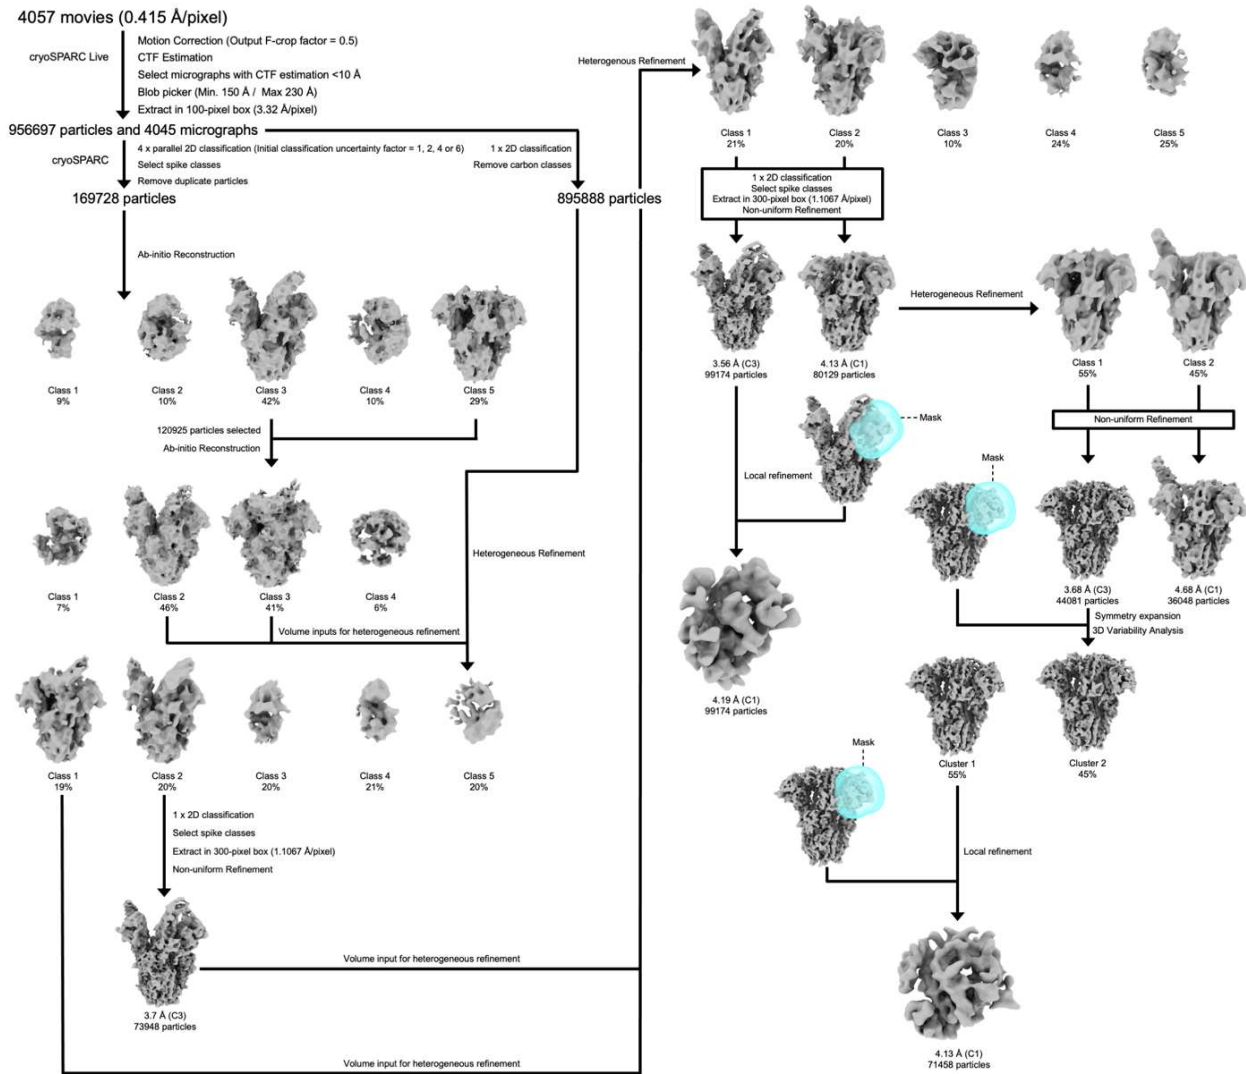 4057 movies (0.415 Å/pixel)
cryoSPARC Live
Motion Correction (Output F-crop factor = 0.5)
CTF Estimation
Select micrographs with CTF estimation <10 Å
Blob picker (Min. 150 Å / Max 230 Å)
Extract in 100-pixel box (3.32 Å/pixel)
956697 particles and 4045 micrographs
cryoSPARC
4 x parallel 2D classification (Initial classification uncertainty factor = 1, 2, 4 or 6)
Select spike classes
Remove duplicate particles
1 x 2D classification
Remove carbon classes
169728 particles
895888 particles
Ab-initio Reconstruction
Class 1
9%
Class 2
10%
Class 3
42%
Class 4
10%
Class 5
29%
120925 particles selected
Ab-initio Reconstruction
Class 1
7%
Class 2
46%
Class 3
41%
Class 4
6%
Heterogeneous Refinement
Volume inputs for heterogeneous refinement
Class 1
19%
Class 2
20%
Class 3
20%
Class 4
21%
Class 5
20%
1 x 2D classification
Select spike classes
Extract in 300-pixel box (1.1067 Å/pixel)
Non-uniform Refinement
3.7 Å (C3)
73948 particles
Volume input for heterogeneous refinement
Volume input for heterogeneous refinement
Heterogenous Refinement
Class 1
21%
Class 2
20%
Class 3
10%
Class 4
24%
Class 5
25%
1 x 2D classification
Select spike classes
Extract in 300-pixel box (1.1067 Å/pixel)
Non-uniform Refinement
3.56 Å (C3)
99174 particles
4.13 Å (C1)
80129 particles
Heterogeneous Refinement
Class 1
55%
Class 2
45%
Mask
Local refinement
4.19 Å (C1)
99174 particles
Non-uniform Refinement
Mask
3.68 Å (C3)
44081 particles
4.68 Å (C1)
36048 particles
Symmetry expansion
3D Variability Analysis
Cluster 1
55%
Cluster 2
45%
Mask
Local refinement
4.13 Å (C1)
71458 particles